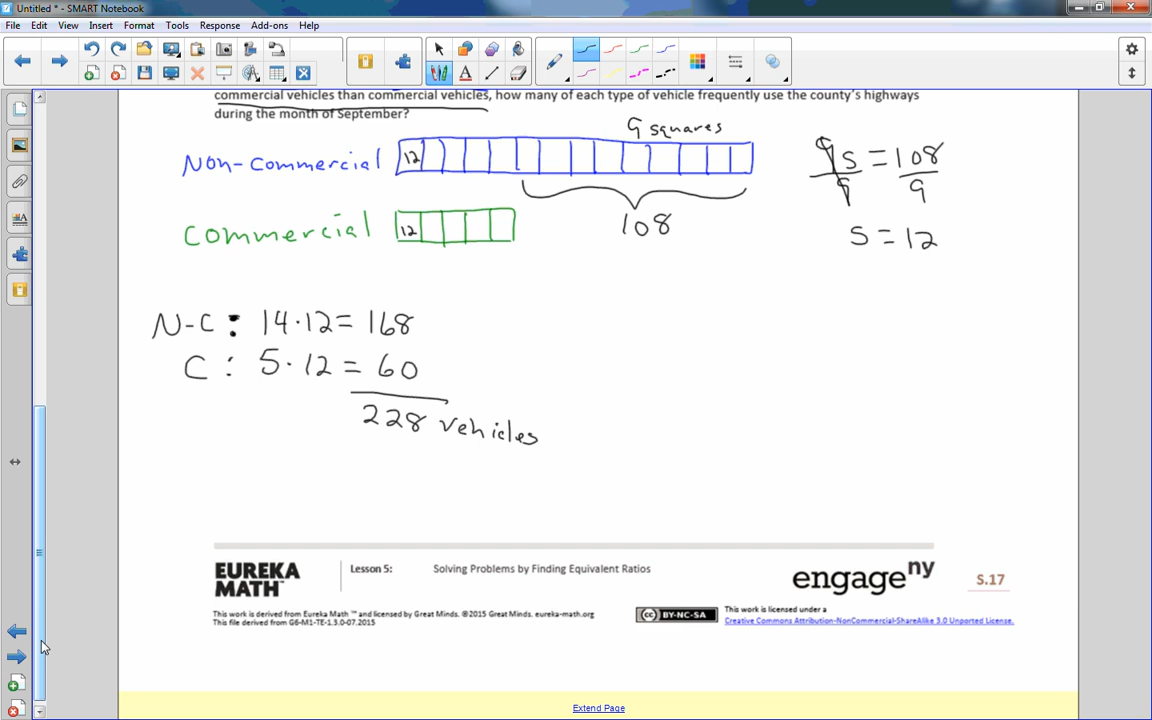 Untitled * - SMART Notebook
File Edit View Insert Format Tools Response Add-ons Help
commercial vehicles than commercial vehicles, how many of each type of vehicle frequently use the county's highways
during the month of September?
9 squares
Non-Commercial 12
108
9s = 108
9 9
s = 12
Commercial 12
N-C : 14·12 = 168
C : 5·12 = 60
228 vehicles
EUREKA
MATH™
Lesson 5: Solving Problems by Finding Equivalent Ratios
engage ny
S.17
This work is derived from Eureka Math ™ and licensed by Great Minds. ©2015 Great Minds. eureka-math.org
This file derived from G6-M1-TE-1.3.0-07.2015
cc BY-NC-SA
This work is licensed under a
Creative Commons Attribution-NonCommercial-ShareAlike 3.0 Unported License.
Extend Page